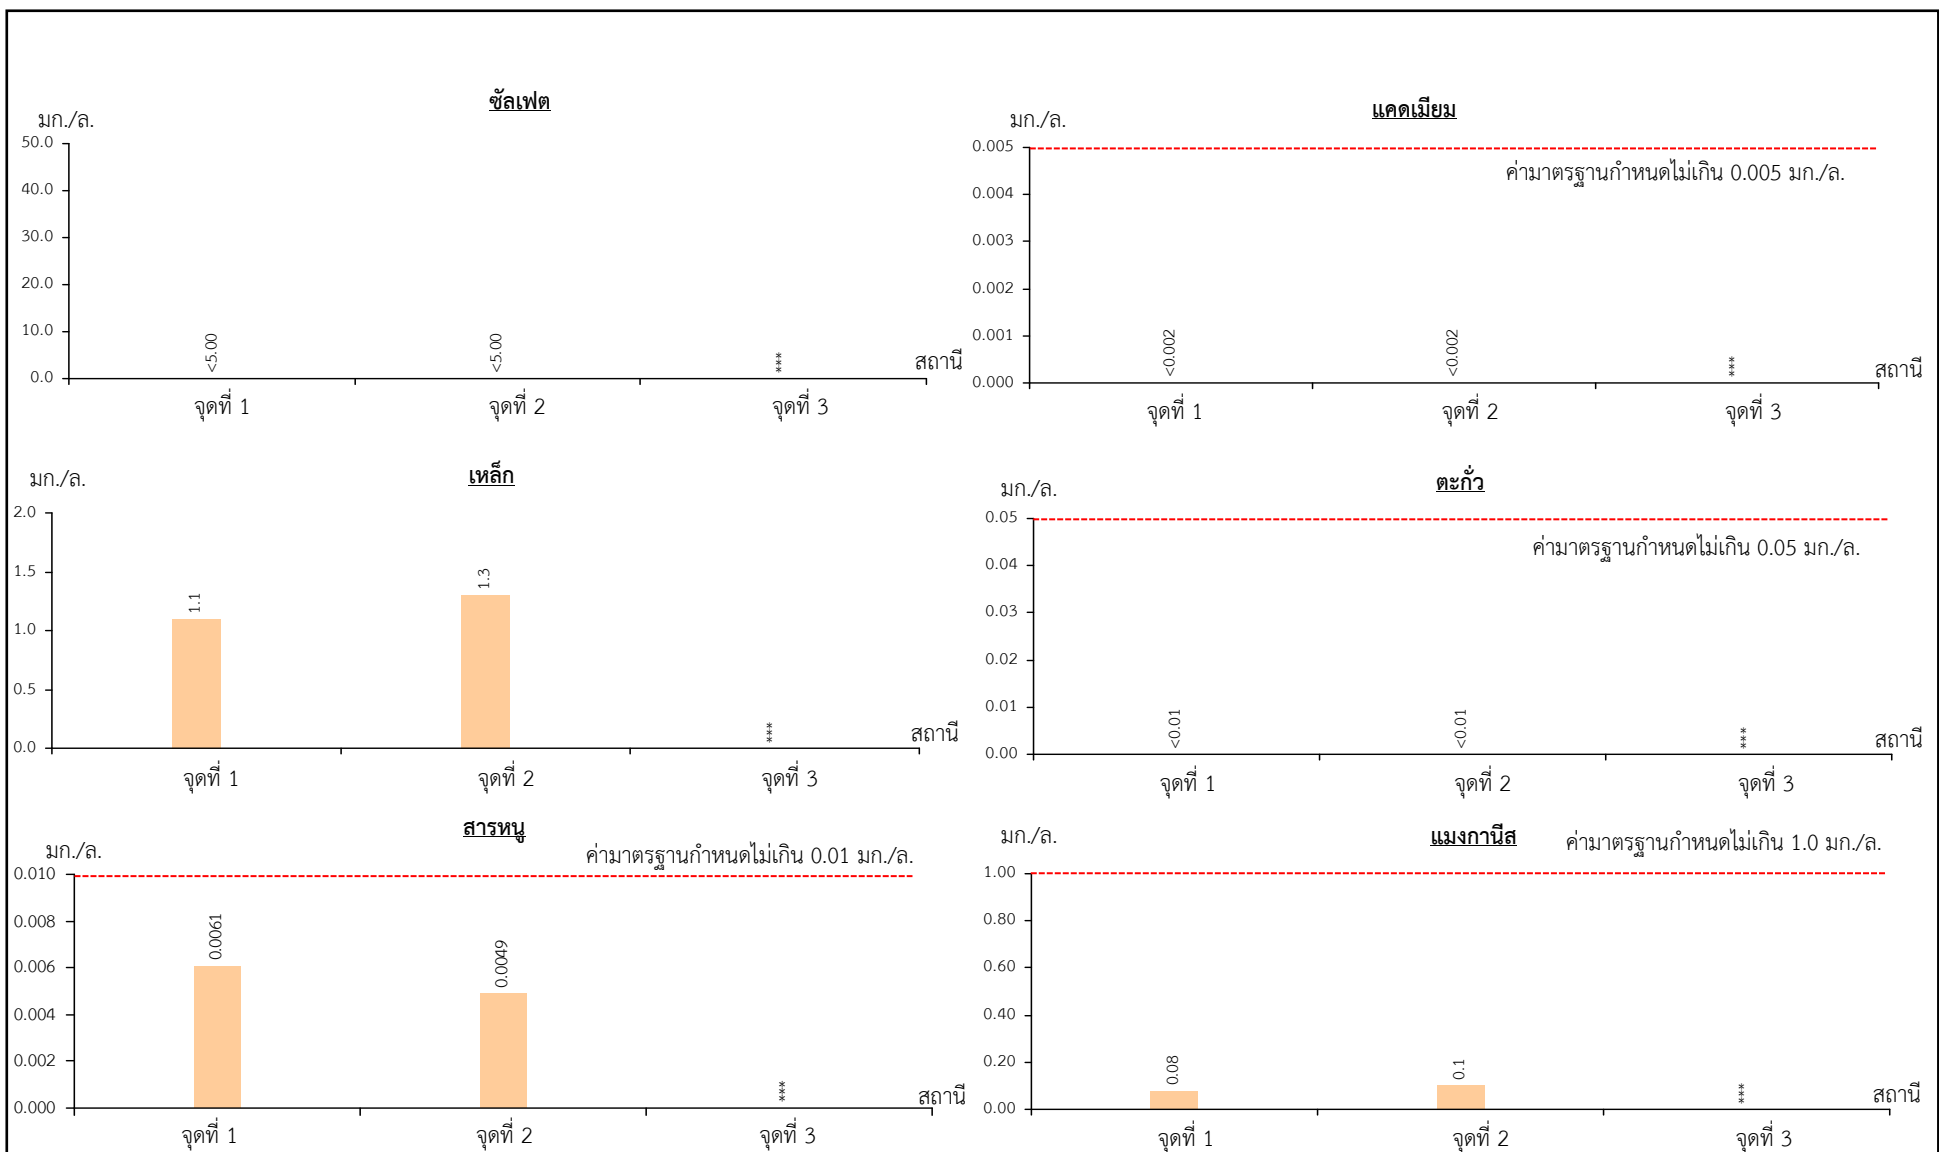 ซัลเฟต
มก./ล.
50.0
40.0
30.0
20.0
10.0
0.0
<5.00
<5.00
***
สถานี
จุดที่ 1
จุดที่ 2
จุดที่ 3
แคดเมียม
มก./ล.
0.005
0.004
0.003
0.002
0.001
0.000
ค่ามาตรฐานกำหนดไม่เกิน 0.005 มก./ล.
<0.002
<0.002
***
สถานี
จุดที่ 1
จุดที่ 2
จุดที่ 3
เหล็ก
มก./ล.
2.0
1.5
1.0
0.5
0.0
1.1
1.3
***
สถานี
จุดที่ 1
จุดที่ 2
จุดที่ 3
ตะกั่ว
มก./ล.
0.05
0.04
0.03
0.02
0.01
0.00
ค่ามาตรฐานกำหนดไม่เกิน 0.05 มก./ล.
<0.01
<0.01
***
สถานี
จุดที่ 1
จุดที่ 2
จุดที่ 3
สารหนู
มก./ล.
ค่ามาตรฐานกำหนดไม่เกิน 0.01 มก./ล.
0.010
0.008
0.006
0.004
0.002
0.000
0.0061
0.0049
***
สถานี
จุดที่ 1
จุดที่ 2
จุดที่ 3
แมงกานีส
มก./ล.
ค่ามาตรฐานกำหนดไม่เกิน 1.0 มก./ล.
1.00
0.80
0.60
0.40
0.20
0.00
0.08
0.1
***
สถานี
จุดที่ 1
จุดที่ 2
จุดที่ 3